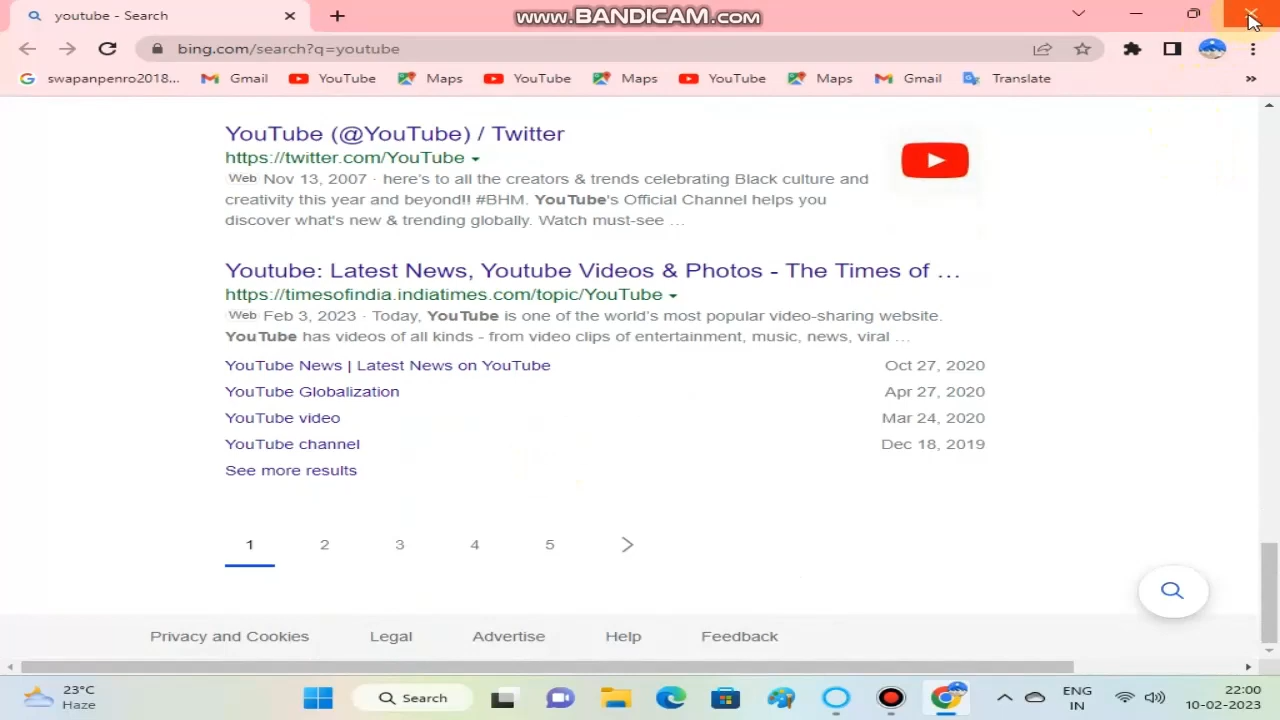 youtube - Search
www.BANDICAM.com
bing.com/search?q=youtube
swapanpenro2018... Gmail YouTube Maps YouTube Maps YouTube Maps Gmail Translate »
YouTube (@YouTube) / Twitter
https://twitter.com/YouTube
Web Nov 13, 2007 · here's to all the creators & trends celebrating Black culture and
creativity this year and beyond!! #BHM. YouTube's Official Channel helps you
discover what's new & trending globally. Watch must-see ...
Youtube: Latest News, Youtube Videos & Photos - The Times of ...
https://timesofindia.indiatimes.com/topic/YouTube
Web Feb 3, 2023 · Today, YouTube is one of the world's most popular video-sharing website.
YouTube has videos of all kinds - from video clips of entertainment, music, news, viral ...
YouTube News | Latest News on YouTube Oct 27, 2020
YouTube Globalization Apr 27, 2020
YouTube video Mar 24, 2020
YouTube channel Dec 18, 2019
See more results
1 2 3 4 5
Privacy and Cookies Legal Advertise Help Feedback
23°C
Haze
Search
ENG
IN
22:00
10-02-2023